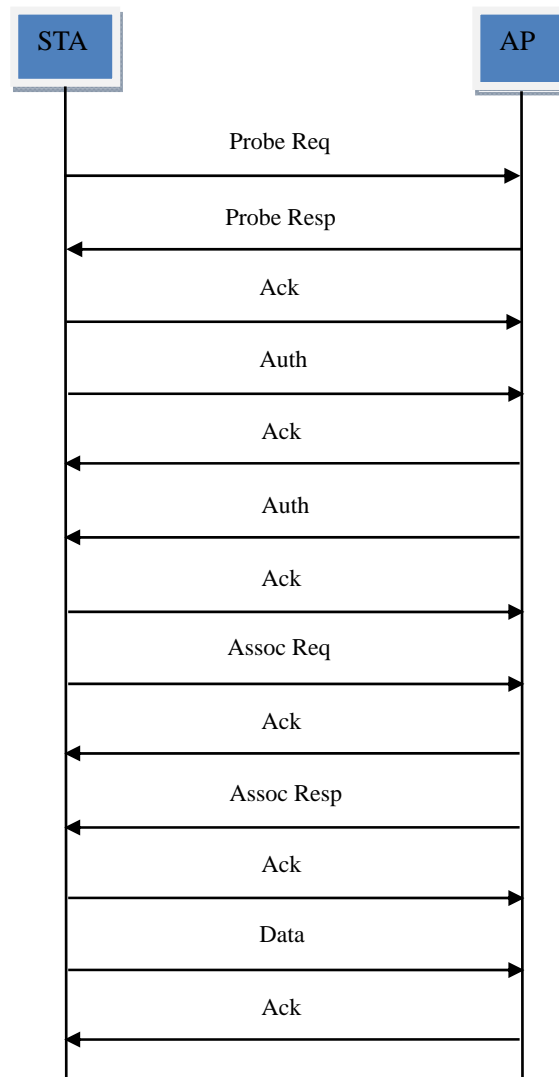 STA
AP
Probe Req
Probe Resp
Ack
Auth
Ack
Auth
Ack
Assoc Req
Ack
Assoc Resp
Ack
Data
Ack